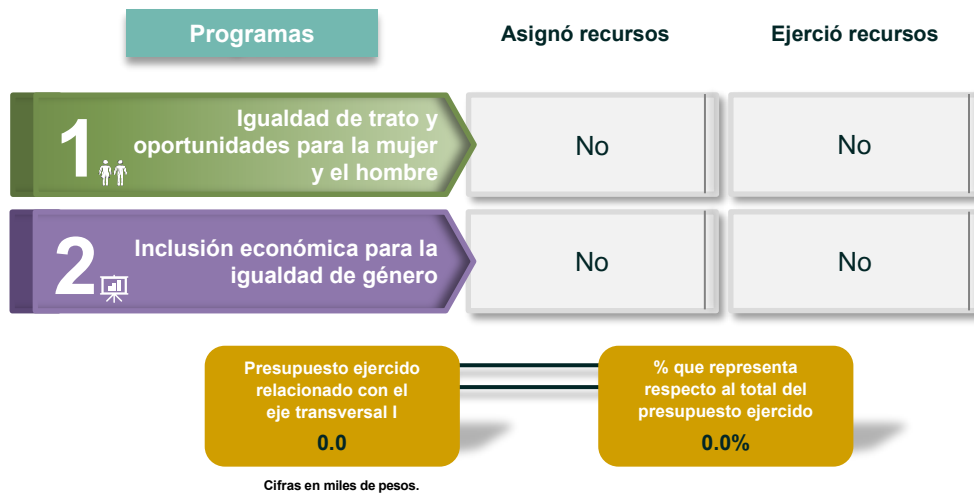 Programas
Asignó recursos
Ejerció recursos
1
Igualdad de trato y
oportunidades para la mujer
y el hombre
No
No
2
Inclusión económica para la
igualdad de género
No
No
Presupuesto ejercido
relacionado con el
eje transversal I
0.0
% que representa
respecto al total del
presupuesto ejercido
0.0%
Cifras en miles de pesos.